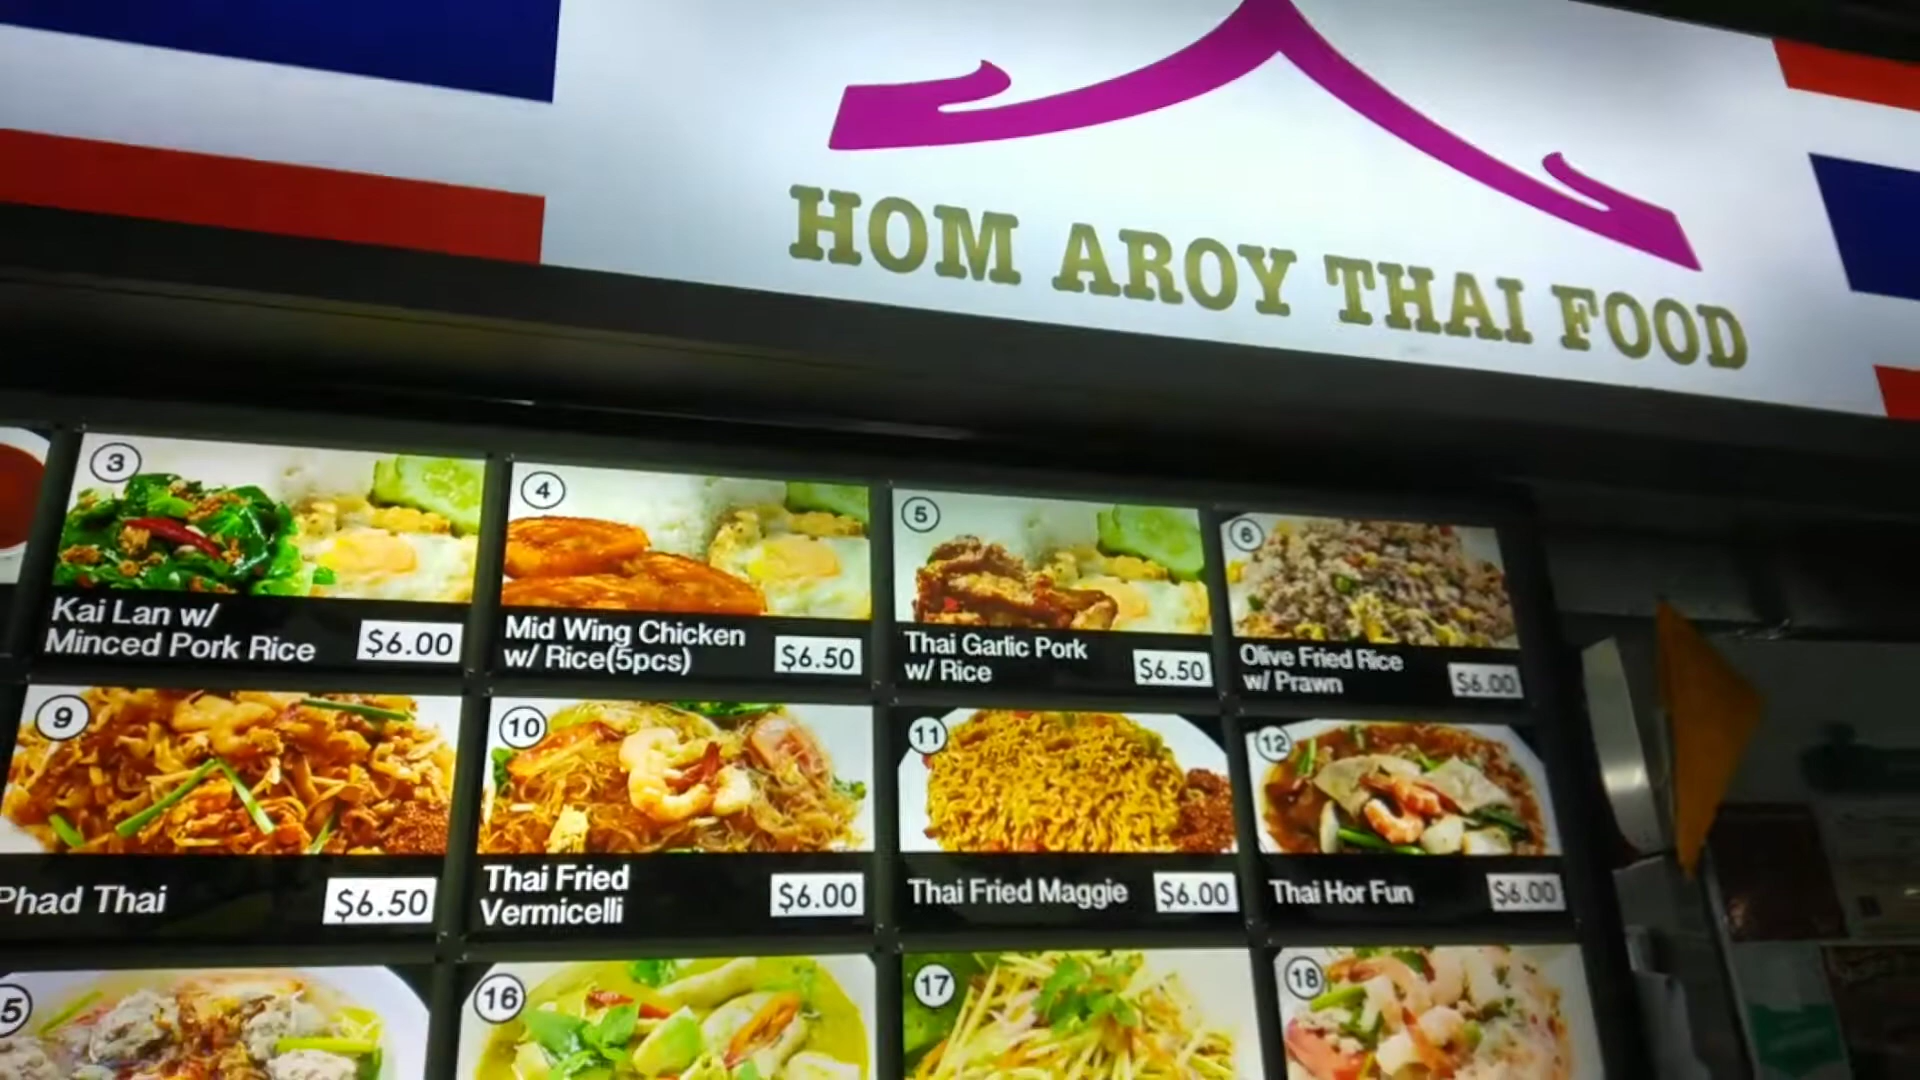 HOM AROY THAI FOOD
3
Kai Lan w/
Minced Pork Rice
$6.00
4
Mid Wing Chicken
w/ Rice(5pcs)
$6.50
5
Thai Garlic Pork
w/ Rice
$6.50
6
Olive Fried Rice
w/ Prawn
$6.00
9
Phad Thai
$6.50
10
Thai Fried
Vermicelli
$6.00
11
Thai Fried Maggie
$6.00
12
Thai Hor Fun
$6.00
5
16
17
18